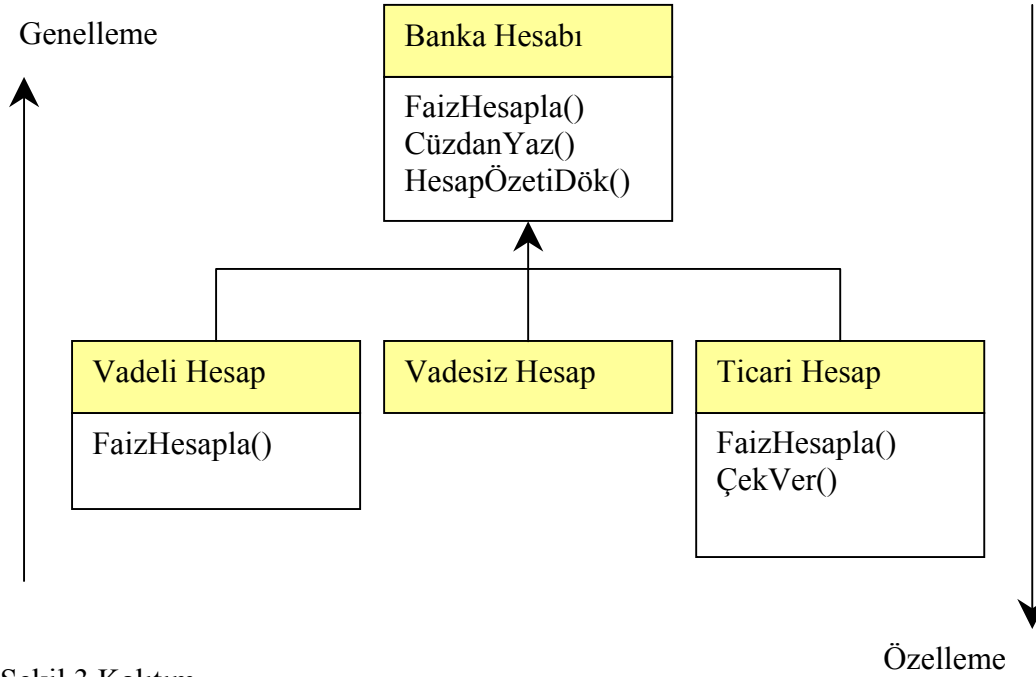 Genelleme
Banka Hesabı
FaizHesapla()
CüzdanYaz()
HesapÖzetiDök()
Vadeli Hesap
FaizHesapla()
Vadesiz Hesap
Ticari Hesap
FaizHesapla()
ÇekVer()
Özelleme